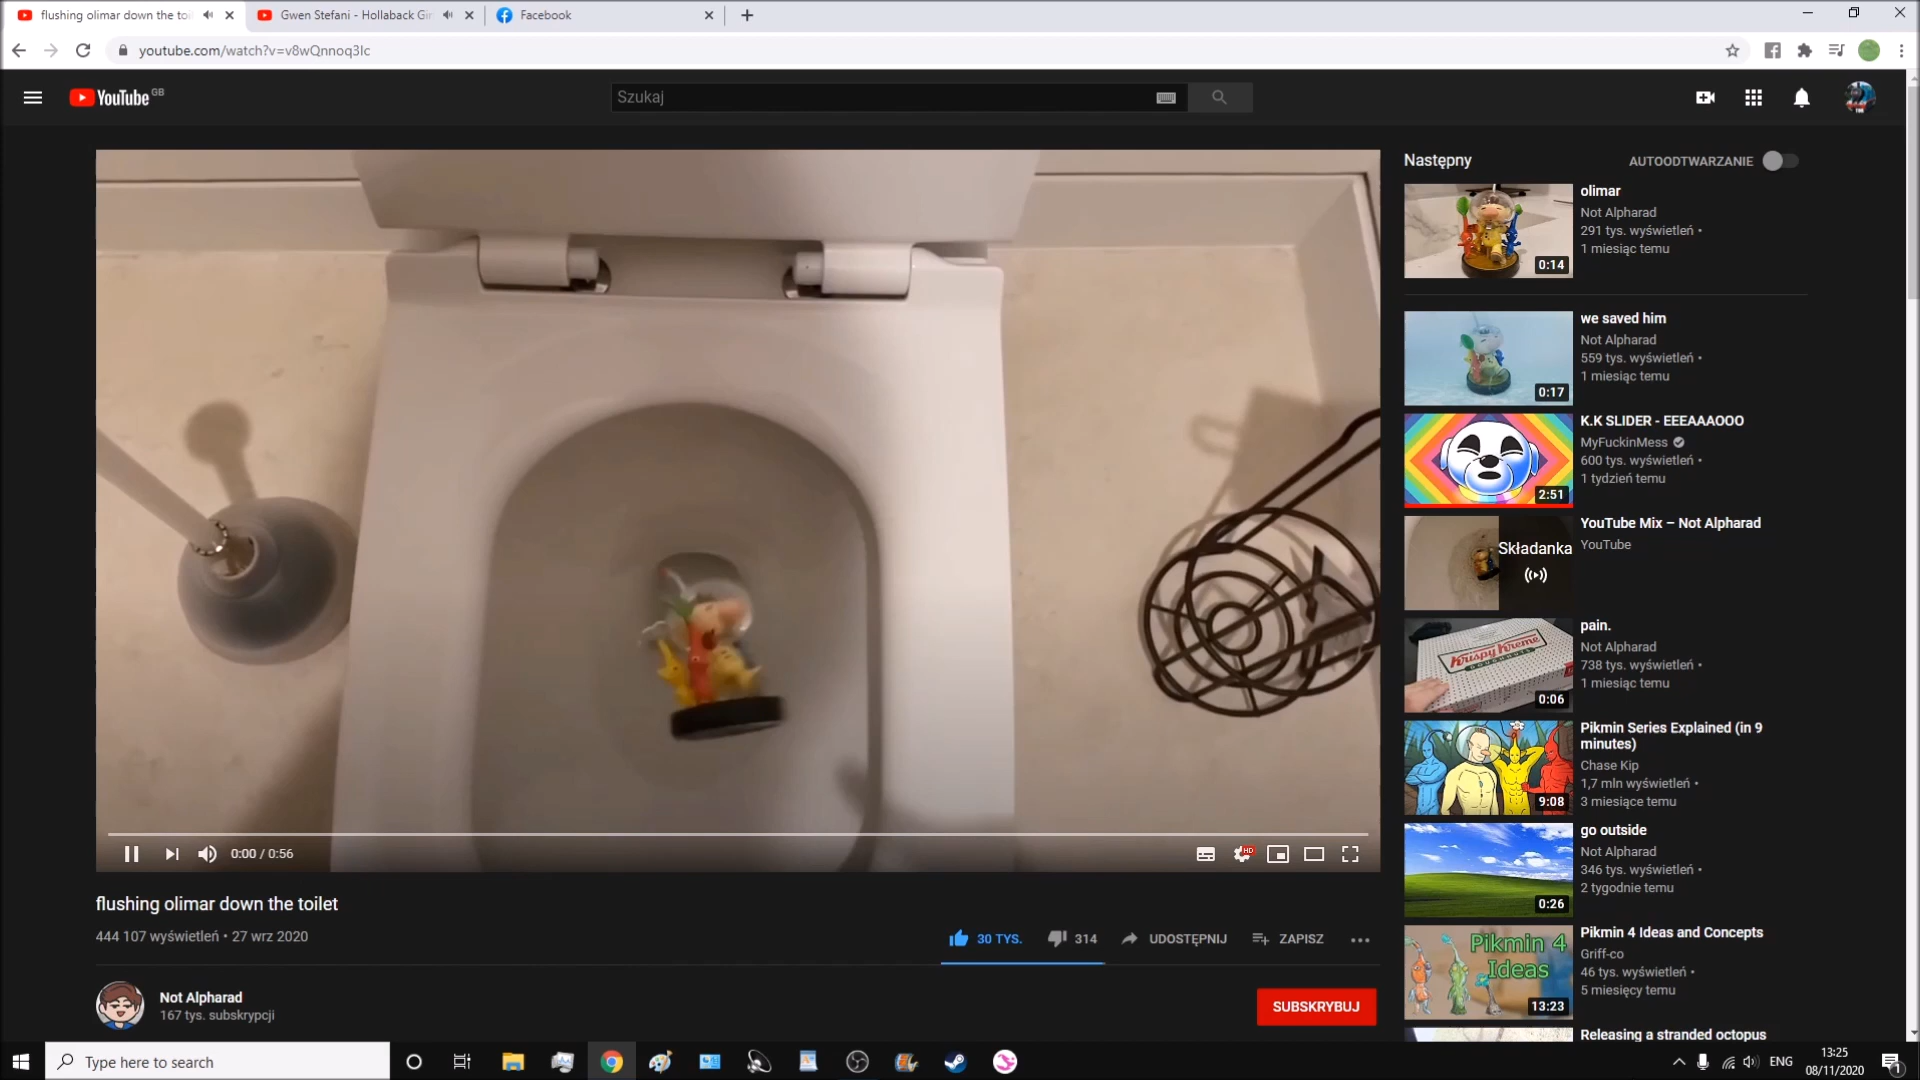 flushing olimar down the toil
Gwen Stefani - Hollaback Gir
Facebook
youtube.com/watch?v=v8wQnnoq3Ic
YouTube GB
Szukaj
Następny
AUTOODTWARZANIE
olimar
Not Alpharad
291 tys. wyświetleń •
1 miesiąc temu
0:14
we saved him
Not Alpharad
559 tys. wyświetleń •
1 miesiąc temu
0:17
K.K SLIDER - EEEAAAOOO
MyFuckinMess
600 tys. wyświetleń •
1 tydzień temu
2:51
YouTube Mix – Not Alpharad
YouTube
Składanka
pain.
Not Alpharad
738 tys. wyświetleń •
1 miesiąc temu
Krispy Kreme
DOUGHNUTS
0:06
Pikmin Series Explained (in 9
minutes)
Chase Kip
1,7 mln wyświetleń •
3 miesiące temu
9:08
go outside
Not Alpharad
346 tys. wyświetleń •
2 tygodnie temu
0:26
Pikmin 4 Ideas and Concepts
Griff-co
46 tys. wyświetleń •
5 miesięcy temu
Pikmin 4
Ideas
13:23
Releasing a stranded octopus
0:00 / 0:56
HD
flushing olimar down the toilet
444 107 wyświetleń • 27 wrz 2020
30 TYS.
314
UDOSTĘPNIJ
ZAPISZ
Not Alpharad
167 tys. subskrypcji
SUBSKRYBUJ
Type here to search
ENG
13:25
08/11/2020
1